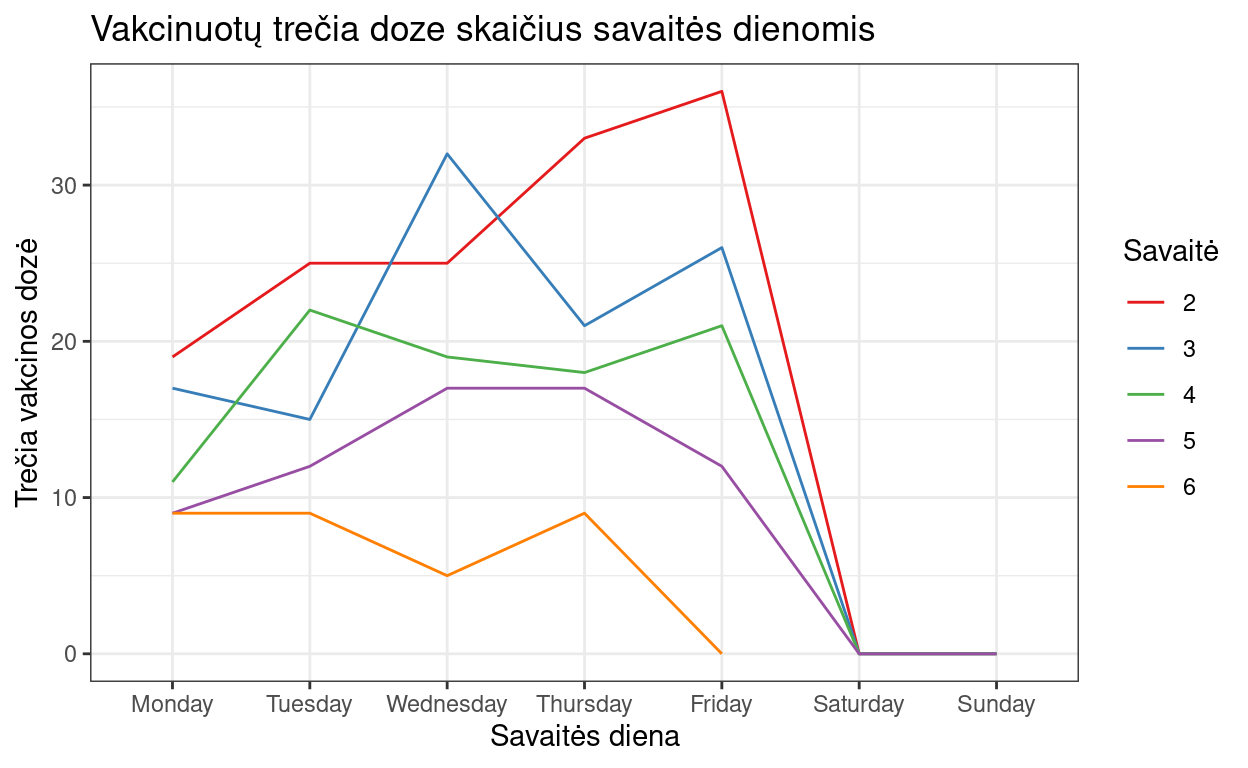 Vakcinuotų trečia doze skaičius savaitės dienomis
Trečia vakcinos dozė
30
20
10
0
Monday Tuesday Wednesday Thursday Friday Saturday Sunday
Savaitės diena
Savaitė
2
3
4
5
6